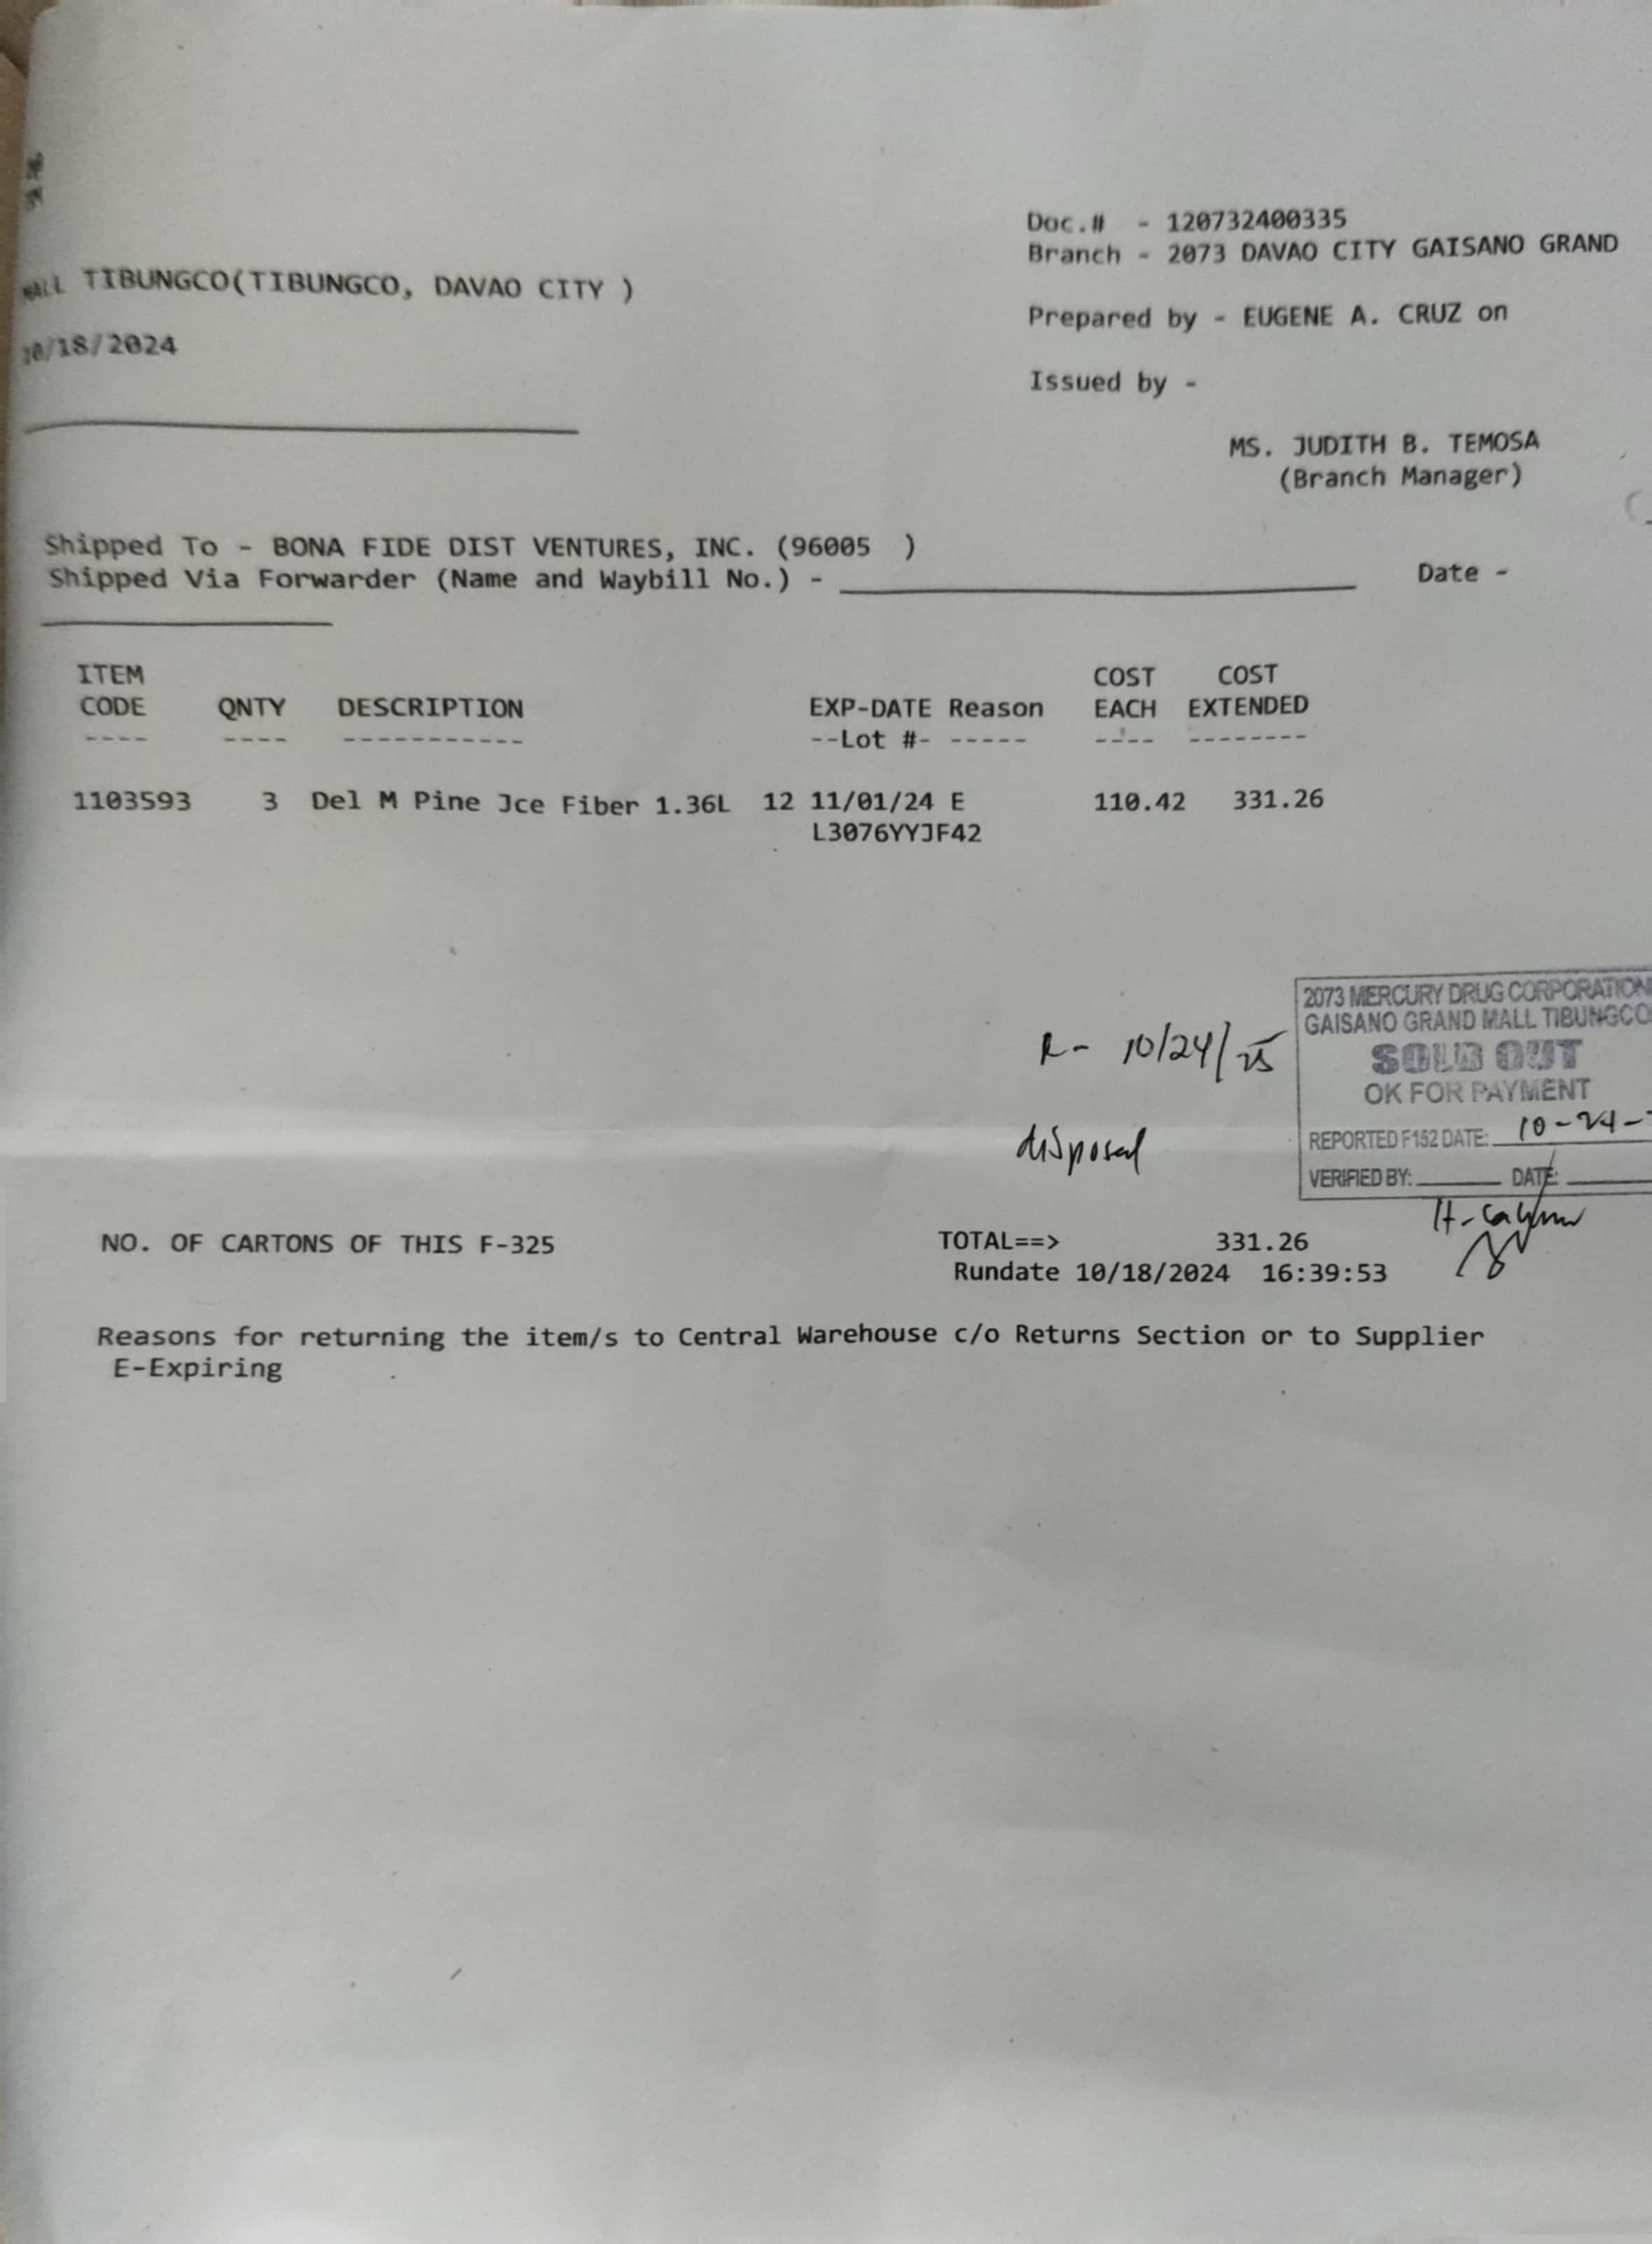 Doc.# - 120732400335
Branch - 2073 DAVAO CITY GAISANO GRAND
MALL TIBUNGCO(TIBUNGCO, DAVAO CITY )
Prepared by - EUGENE A. CRUZ on
10/18/2024
Issued by -
MS. JUDITH B. TEMOSA
(Branch Manager)
Shipped To - BONA FIDE DIST VENTURES, INC. (96005 )
Shipped Via Forwarder (Name and Waybill No.) - Date -
ITEM COST COST
CODE QNTY DESCRIPTION EXP-DATE Reason EACH EXTENDED
---- ---- ----------- --Lot #- ----- ---- --------
1103593 3 Del M Pine Jce Fiber 1.36L 12 11/01/24 E 110.42 331.26
L3076YYJF42
2073 MERCURY DRUG CORPORATION
GAISANO GRAND MALL TIBUNGCO
SOLD OUT
OK FOR PAYMENT
REPORTED F152 DATE: 10-24-
VERIFIED BY: DATE:
R- 10/24/25
disposal
NO. OF CARTONS OF THIS F-325 TOTAL==> 331.26
Rundate 10/18/2024 16:39:53
Reasons for returning the item/s to Central Warehouse c/o Returns Section or to Supplier
E-Expiring